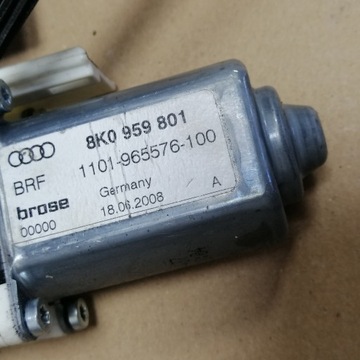 8K0 959 801
BRF 1101-965576-100
brose Germany
00000 18.06.2008 A